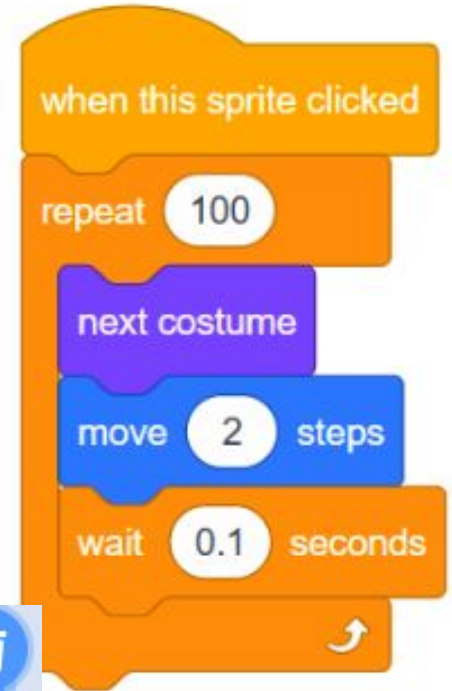 when this sprite clicked
repeat 100
next costume
move 2 steps
wait 0.1 seconds
i